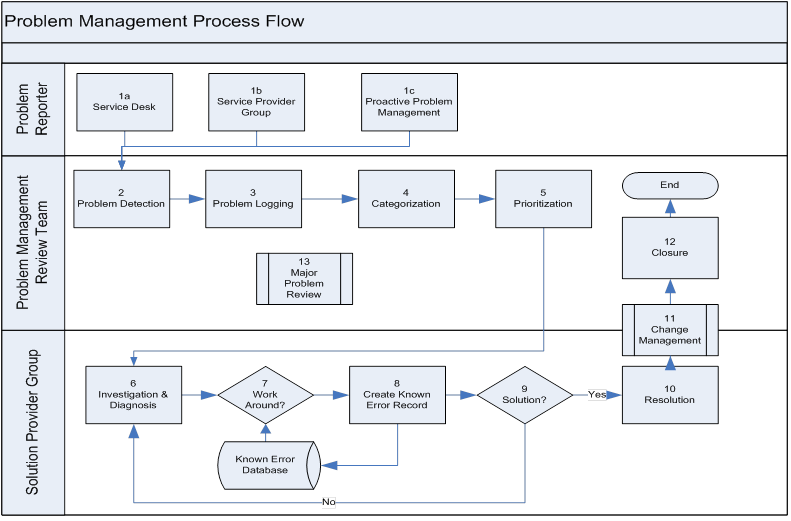 Problem Management Process Flow
Problem
Reporter
1a
Service Desk
1b
Service Provider
Group
1c
Proactive Problem
Management
Problem Management
Review Team
2
Problem Detection
3
Problem Logging
4
Categorization
5
Prioritization
End
12
Closure
13
Major
Problem
Review
11
Change
Management
Solution Provider Group
6
Investigation &
Diagnosis
7
Work
Around?
8
Create Known
Error Record
9
Solution?
Yes
10
Resolution
Known Error
Database
No